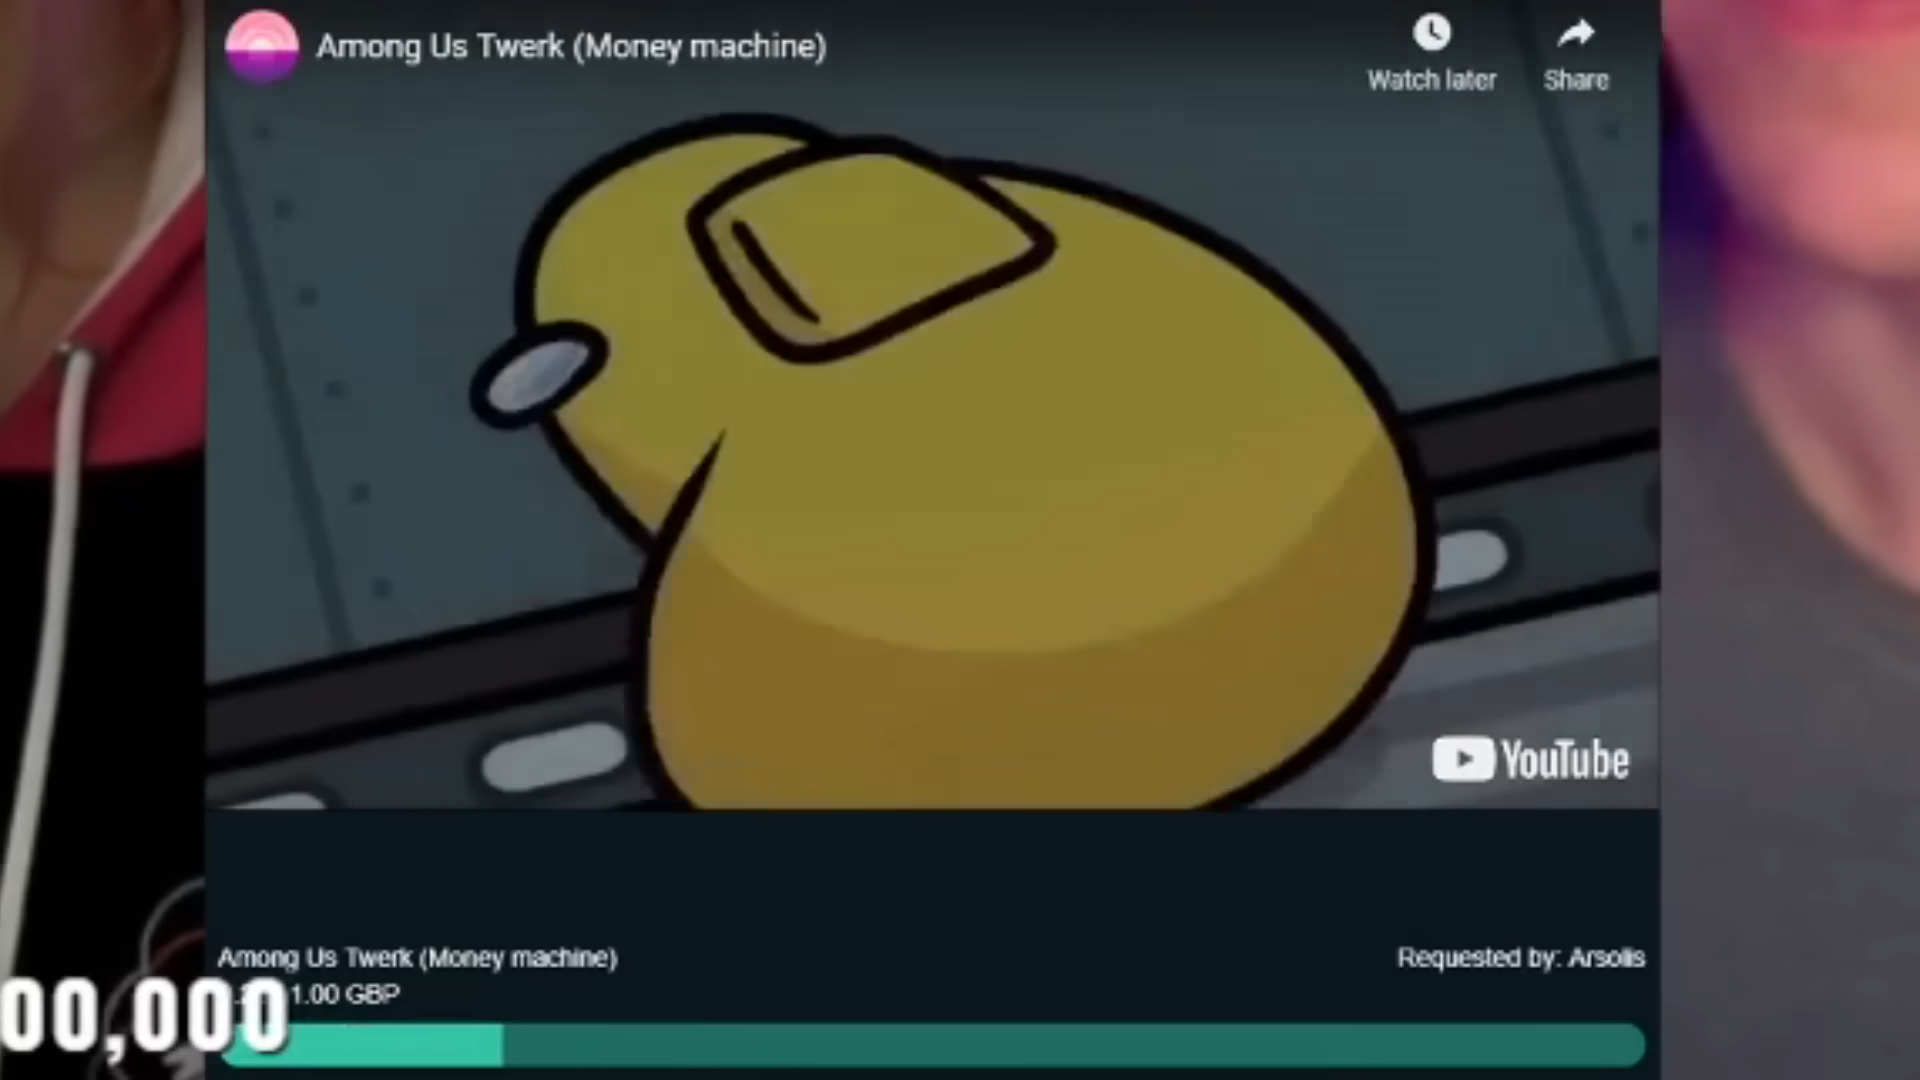 Among Us Twerk (Money machine)
Watch later
Share
YouTube
Among Us Twerk (Money machine)
Requested by: Arsolis
1.00 GBP
00,000